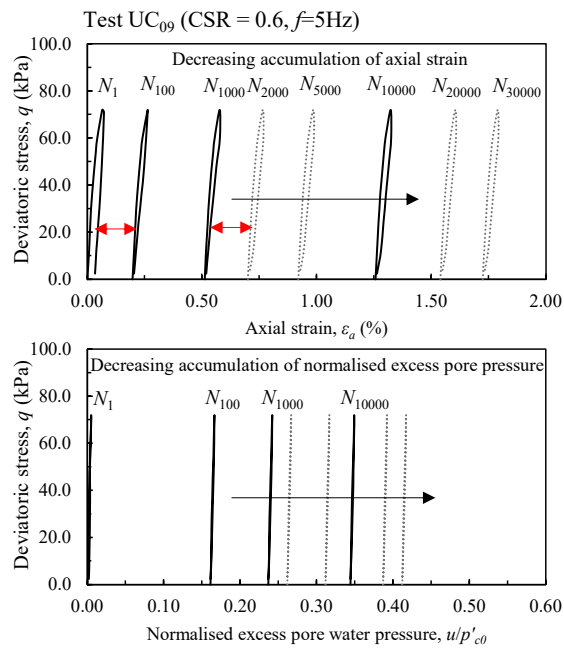 Test UC₀₉ (CSR = 0.6, f=5Hz)
Deviatoric stress, q (kPa)
100.0
80.0
60.0
40.0
20.0
0.0
Decreasing accumulation of axial strain
N₁ N₁₀₀ N₁₀₀₀ N₂₀₀₀ N₅₀₀₀ N₁₀₀₀₀ N₂₀₀₀₀ N₃₀₀₀₀
0.00 0.50 1.00 1.50 2.00
Axial strain, εₐ (%)
Deviatoric stress, q (kPa)
100.0
80.0
60.0
40.0
20.0
0.0
Decreasing accumulation of normalised excess pore pressure
N₁ N₁₀₀ N₁₀₀₀ N₁₀₀₀₀
0.00 0.10 0.20 0.30 0.40 0.50 0.60
Normalised excess pore water pressure, u/p'c0